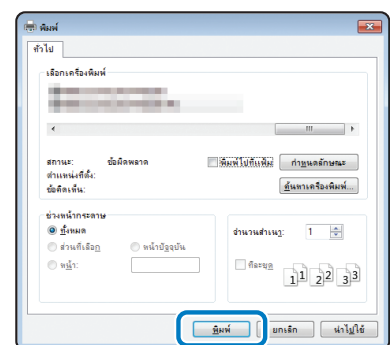 พิมพ์
ทั่วไป
เลือกเครื่องพิมพ์
สถานะ: ข้อผิดพลาด
พิมพ์ไปที่แฟ้ม
กำหนดลักษณะ
ตำแหน่งที่ตั้ง:
ข้อคิดเห็น:
ค้นหาเครื่องพิมพ์...
ช่วงหน้ากระดาษ
ทั้งหมด
ส่วนที่เลือก หน้าปัจจุบัน
หน้า:
จำนวนสำเนา: 1
ทีละชุด
1 1 2 2 3 3
พิมพ์ ยกเลิก นำไปใช้